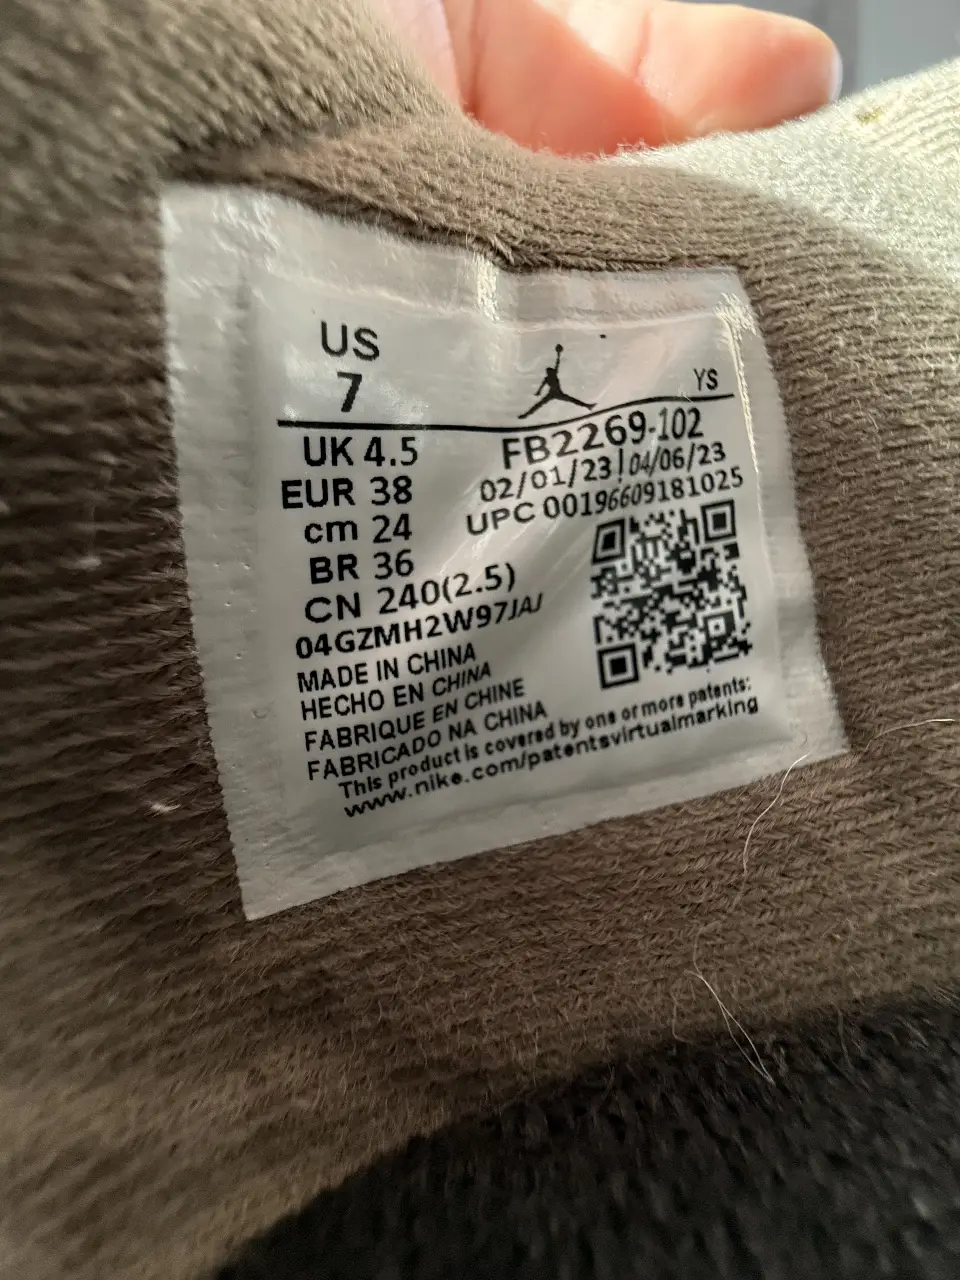 US
7
YS
UK 4.5
EUR 38
cm 24
BR 36
CN 240(2.5)
FB2269-102
02/01/23|04/06/23
UPC 00196609181025
04GZMH2W97JAJ
MADE IN CHINA
HECHO EN CHINA
FABRIQUE EN CHINE
FABRICADO NA CHINA
This product is covered by one or more patents:
www.nike.com/patentsvirtualmarking